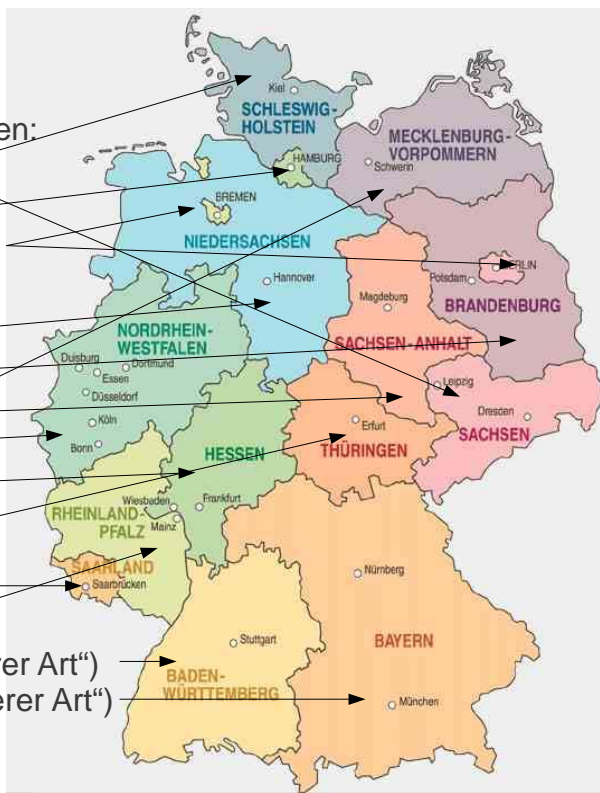 en:
Kiel
SCHLESWIG-
HOLSTEIN
MECKLENBURG-
VORPOMMERN
HAMBURG
Schwerin
BREMEN
NIEDERSACHSEN
BERLIN
Hannover
Potsdam
Magdeburg
BRANDENBURG
NORDRHEIN-
WESTFALEN
SACHSEN-ANHALT
Duisburg
Dortmund
Essen
Düsseldorf
Leipzig
Köln
Dresden
Erfurt
Bonn
HESSEN
THÜRINGEN
SACHSEN
Wiesbaden
Frankfurt
RHEINLAND-
PFALZ
Mainz
SAARLAND
Saarbrücken
Nürnberg
Stuttgart
BAYERN
rer Art“)
BADEN-
WÜRTTEMBERG
erer Art“)
München